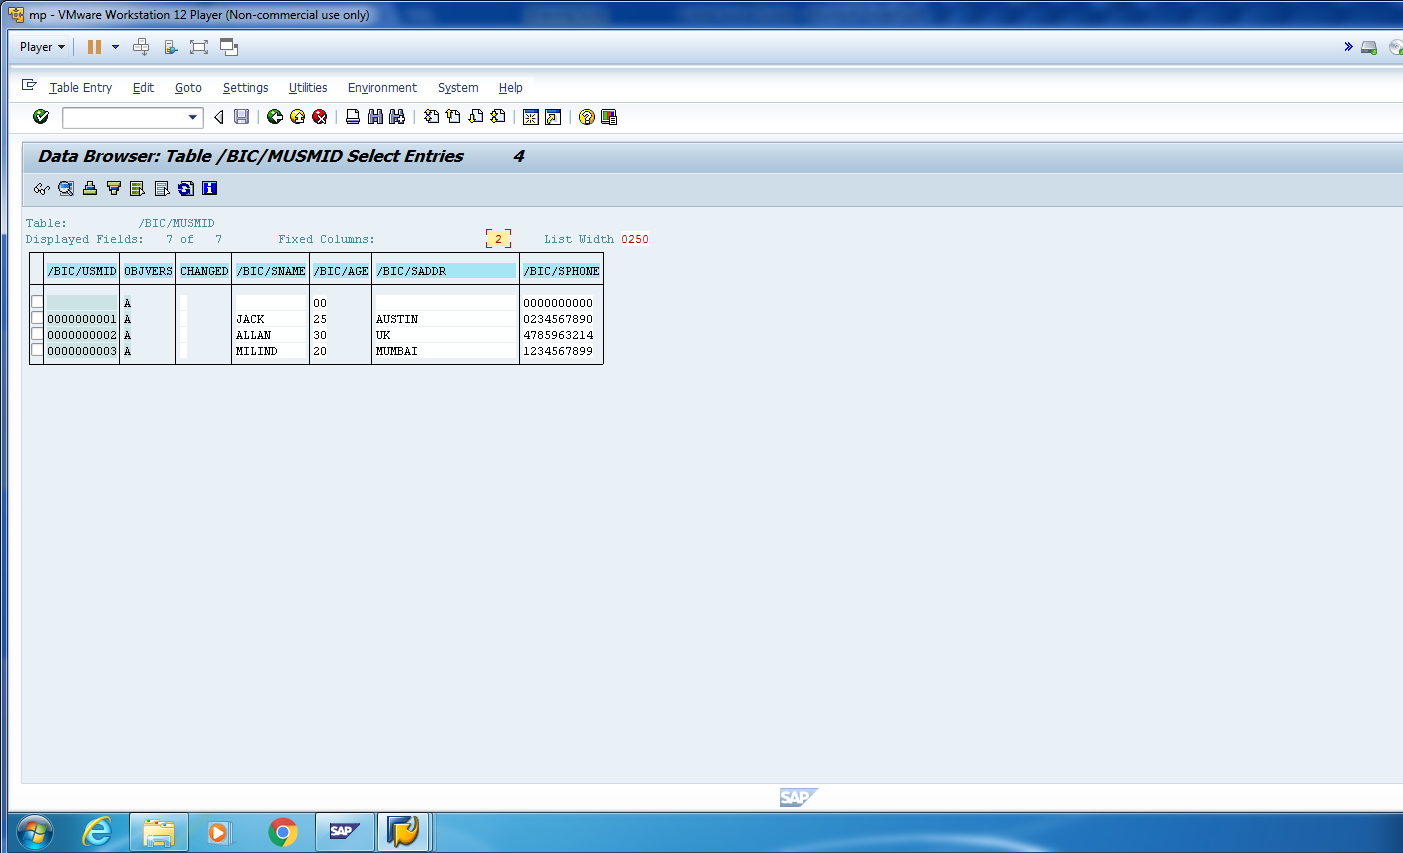 mp - VMware Workstation 12 Player (Non-commercial use only)
Player
Table Entry Edit Goto Settings Utilities Environment System Help
Data Browser: Table /BIC/MUSMID Select Entries 4
Table: /BIC/MUSMID
Displayed Fields: 7 of 7 Fixed Columns: 2 List Width 0250
/BIC/USMID OBJVERS CHANGED /BIC/SNAME /BIC/AGE /BIC/SADDR /BIC/SPHONE
A 00 0000000000
0000000001 A JACK 25 AUSTIN 0234567890
0000000002 A ALLAN 30 UK 4785963214
0000000003 A MILIND 20 MUMBAI 1234567899
SAP
SAP